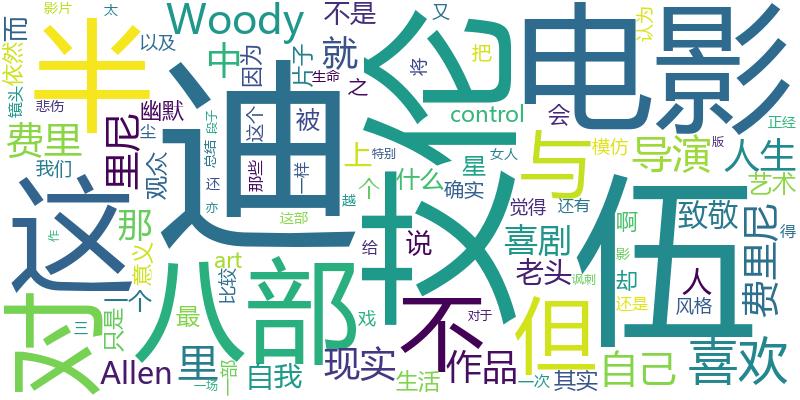 影片
太
以及
Woody
不是
又
认为
而
依然
半
中
因为
片子
就
之
将
把
伦
电影
镜头
悲伤
幽默
生命
里尼
费里
尘
段子
这个
被
control
会
正经
我们
观众
总结
还
那些
一样
上
特别
星
女人
与
模仿
版
导演
人生
迪
艾
伍
这
那
亦
越
个
什么
确实
艺术
意义
作
这部
给
说
觉得
还有
啊
致敬
费里尼
得
对
一个
八
art
部
喜剧
影
却
人
只是
比较
老头
讽刺
还是
风格
三
最
戏
不
对于
但
Allen
里
一场
一部
自我
现实
生活
作品
一次
其实
自己
喜欢